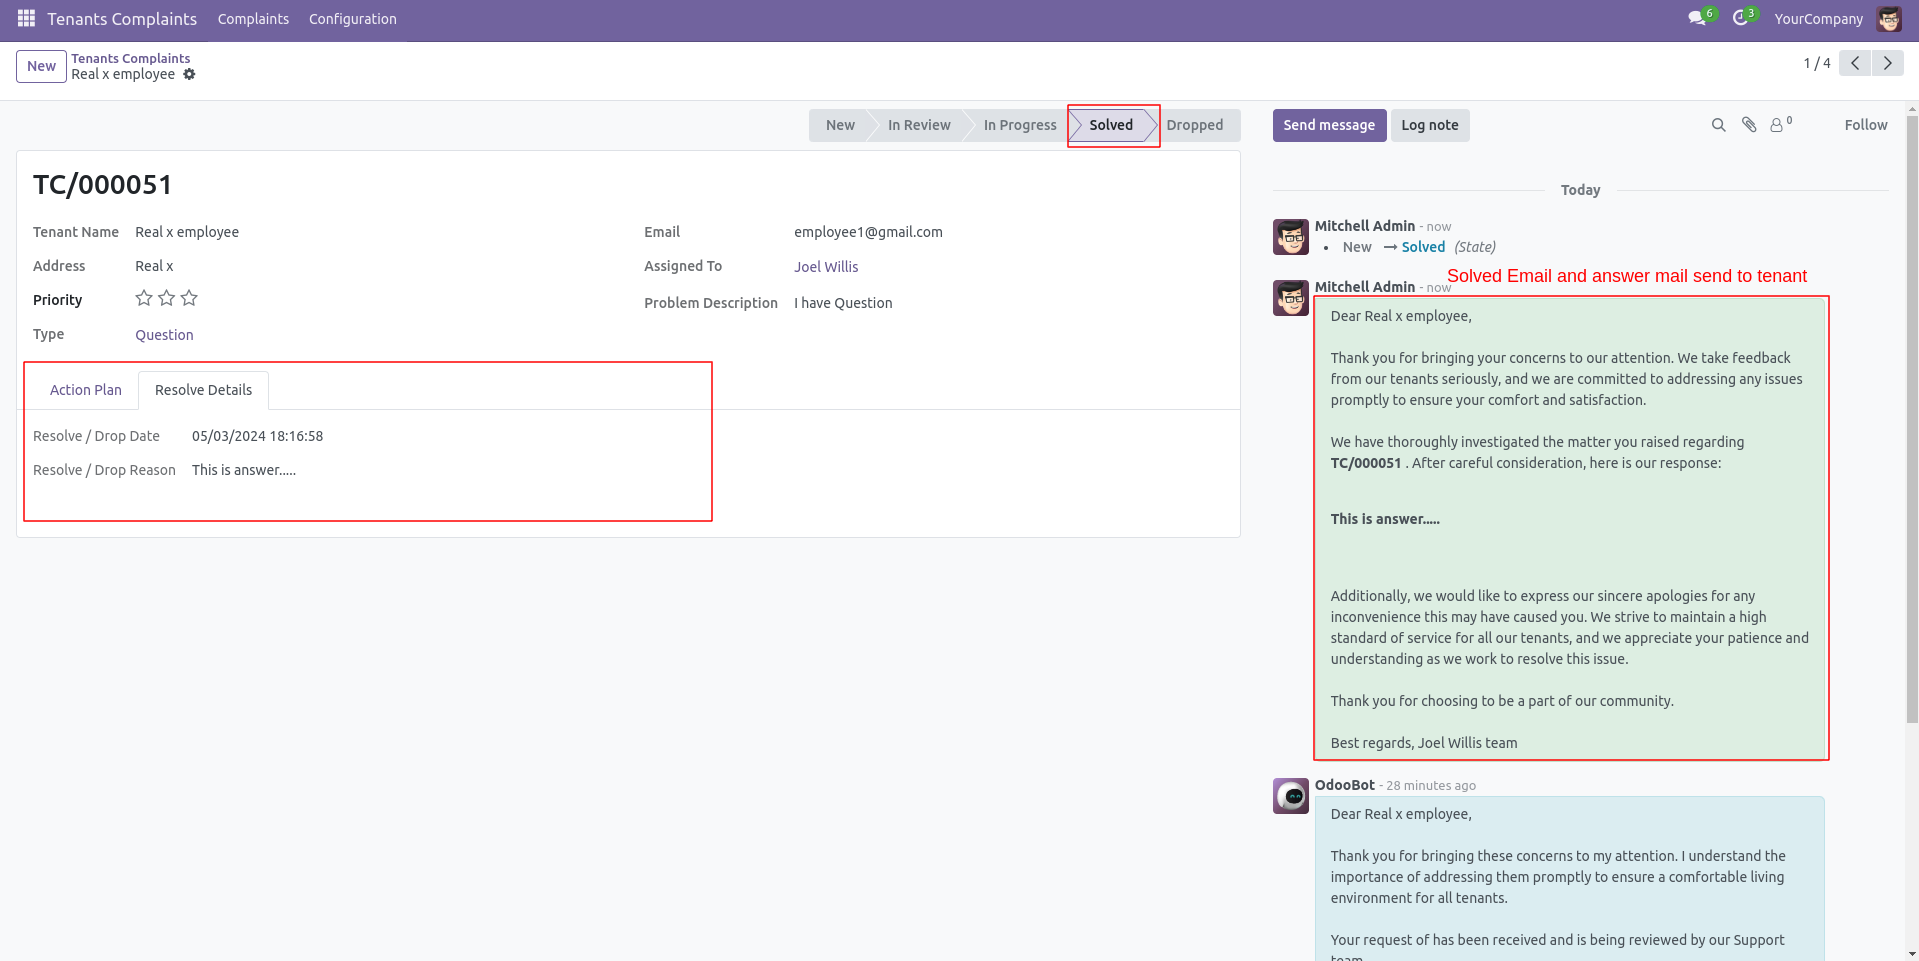 Tenants Complaints Complaints Configuration 6 3 YourCompany
New Tenants Complaints
Real x employee 1 / 4
New In Review In Progress Solved Dropped
TC/000051
Tenant Name Real x employee
Address Real x
Priority
Type Question
Email employee1@gmail.com
Assigned To Joel Willis
Problem Description I have Question
Action Plan Resolve Details
Resolve / Drop Date 05/03/2024 18:16:58
Resolve / Drop Reason This is answer.....
Send message Log note 0 Follow
Today
Mitchell Admin - now
• New → Solved (State)
Solved Email and answer mail send to tenant
Mitchell Admin - now
Dear Real x employee,
Thank you for bringing your concerns to our attention. We take feedback
from our tenants seriously, and we are committed to addressing any issues
promptly to ensure your comfort and satisfaction.
We have thoroughly investigated the matter you raised regarding
TC/000051 . After careful consideration, here is our response:
This is answer.....
Additionally, we would like to express our sincere apologies for any
inconvenience this may have caused you. We strive to maintain a high
standard of service for all our tenants, and we appreciate your patience and
understanding as we work to resolve this issue.
Thank you for choosing to be a part of our community.
Best regards, Joel Willis team
OdooBot - 28 minutes ago
Dear Real x employee,
Thank you for bringing these concerns to my attention. I understand the
importance of addressing them promptly to ensure a comfortable living
environment for all tenants.
Your request of has been received and is being reviewed by our Support
team